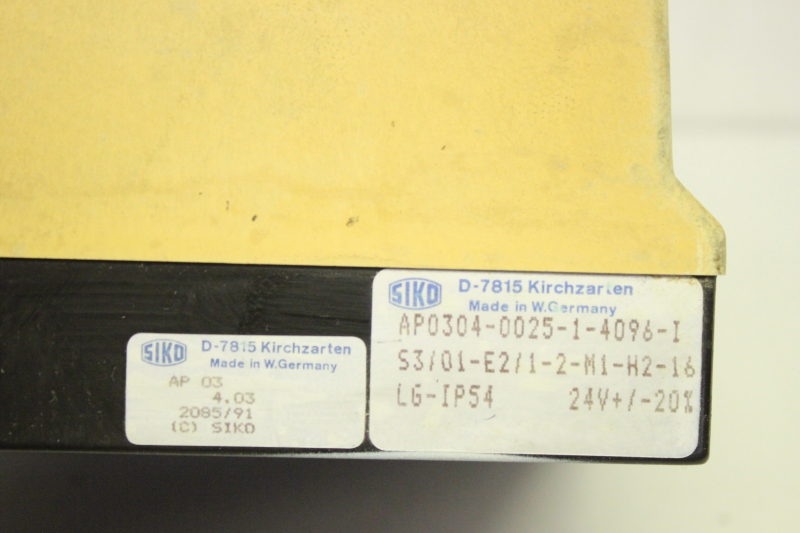 SIKO D-7815 Kirchzarten
Made in W.Germany
AP 03
4.03
2085/91
(C) SIKO
SIKO D-7815 Kirchzarten
Made in W.Germany
AP0304-0025-1-4096-I
S3/01-E2/1-2-M1-H2-16
LG-IP54 24V+/-20%